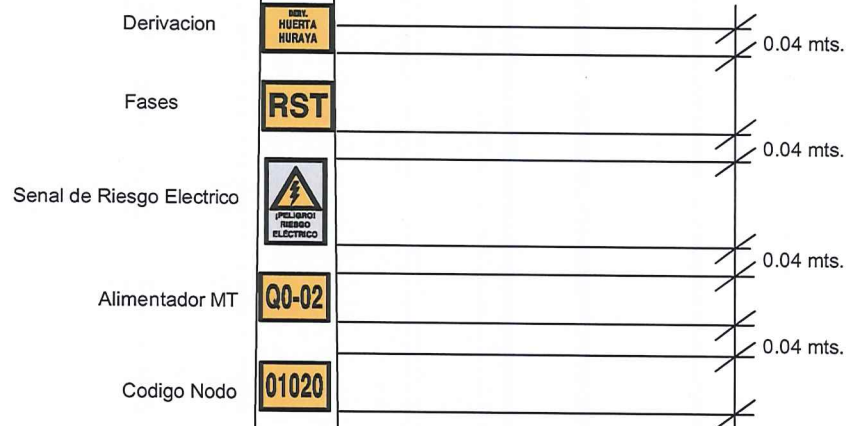 Derivacion
DERV.
HUERTA
HURAYA
0.04 mts.
Fases
RST
0.04 mts.
Senal de Riesgo Electrico
¡PELIGRO!
RIESGO
ELÉCTRICO
0.04 mts.
Alimentador MT
Q0-02
0.04 mts.
Codigo Nodo
01020